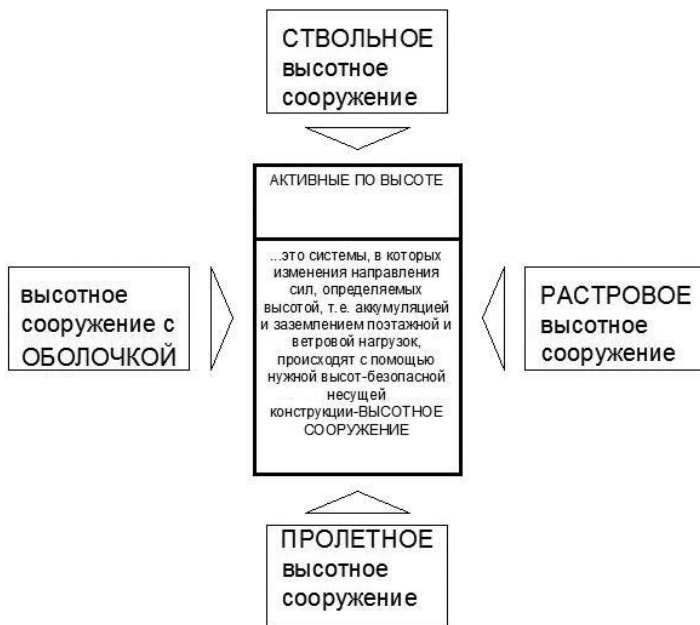 СТВОЛЬНОЕ
высотное
сооружение
АКТИВНЫЕ ПО ВЫСОТЕ
...это системы, в которых
изменения направления
сил, определяемых
высотой, т.е. аккумуляцией
и заземлением поэтажной и
ветровой нагрузок,
происходят с помощью
нужной высот-безопасной
несущей
конструкции-ВЫСОТНОЕ
СООРУЖЕНИЕ
высотное
сооружение с
ОБОЛОЧКОЙ
РАСТРОВОЕ
высотное
сооружение
ПРОЛЕТНОЕ
высотное
сооружение